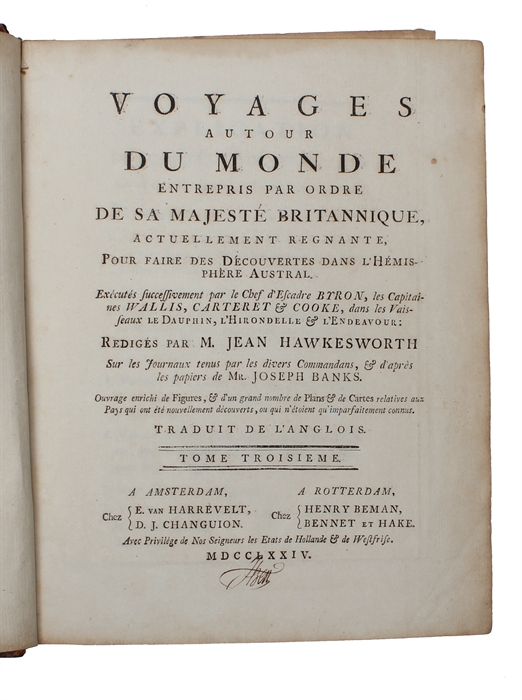 VOYAGES
AUTOUR
DU MONDE
ENTREPRIS PAR ORDRE
DE SA MAJESTÉ BRITANNIQUE,
ACTUELLEMENT REGNANTE,
POUR FAIRE DES DÉCOUVERTES DANS L'HÉMIS-
PHÈRE AUSTRAL.
Exécutés ſucceſſivement par le Chef d'Eſcadre BYRON, les Capitai-
nes WALLIS, CARTERET & COOKE, dans les Vaiſ-
ſeaux LE DAUPHIN, L'HIRONDELLE & L'ENDEAVOUR:
REDIGÉS PAR M. JEAN HAWKESWORTH
Sur les Journaux tenus par les divers Commandans, & d'après
les papiers de MR. JOSEPH BANKS.
Ouvrage enrichi de Figures, & d'un grand nombre de Plans & de Cartes relatives aux
Pays qui ont été nouvellement découverts, ou qui n'étoient qu'imparfaitement connus.
TRADUIT DE L'ANGLOIS.
TOME TROISIEME.
A AMSTERDAM,
Chez { E. VAN HARREVELT,
D. J. CHANGUION.
A ROTTERDAM,
Chez { HENRY BEMAN,
BENNET ET HAKE.
Avec Privilége de Nos Seigneurs les Etats de Hollande & de Weſtfriſe.
MDCCLXXIV.